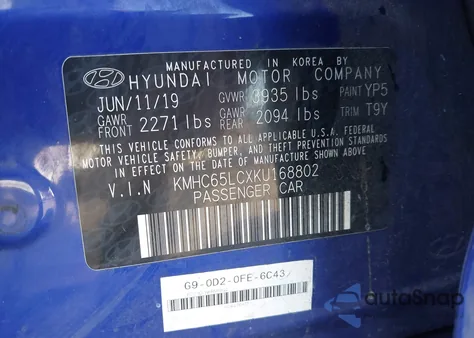 MANUFACTURED IN KOREA BY
HYUNDAI MOTOR COMPANY
JUN/11/19 GVWR 3935 lbs PAINT YP5
GAWR FRONT 2271 lbs GAWR REAR 2094 lbs TRIM T9Y
THIS VEHICLE CONFORMS TO ALL APPLICABLE U.S.A. FEDERAL
MOTOR VEHICLE SAFETY, BUMPER, AND THEFT PREVENTION STANDARDS
IN EFFECT ON THE DATE OF MANUFACTURE SHOWN ABOVE.
V.I.N KMHC65LCXKU168802
PASSENGER CAR
G9-0D2-0FE-6C43/
autoSnap